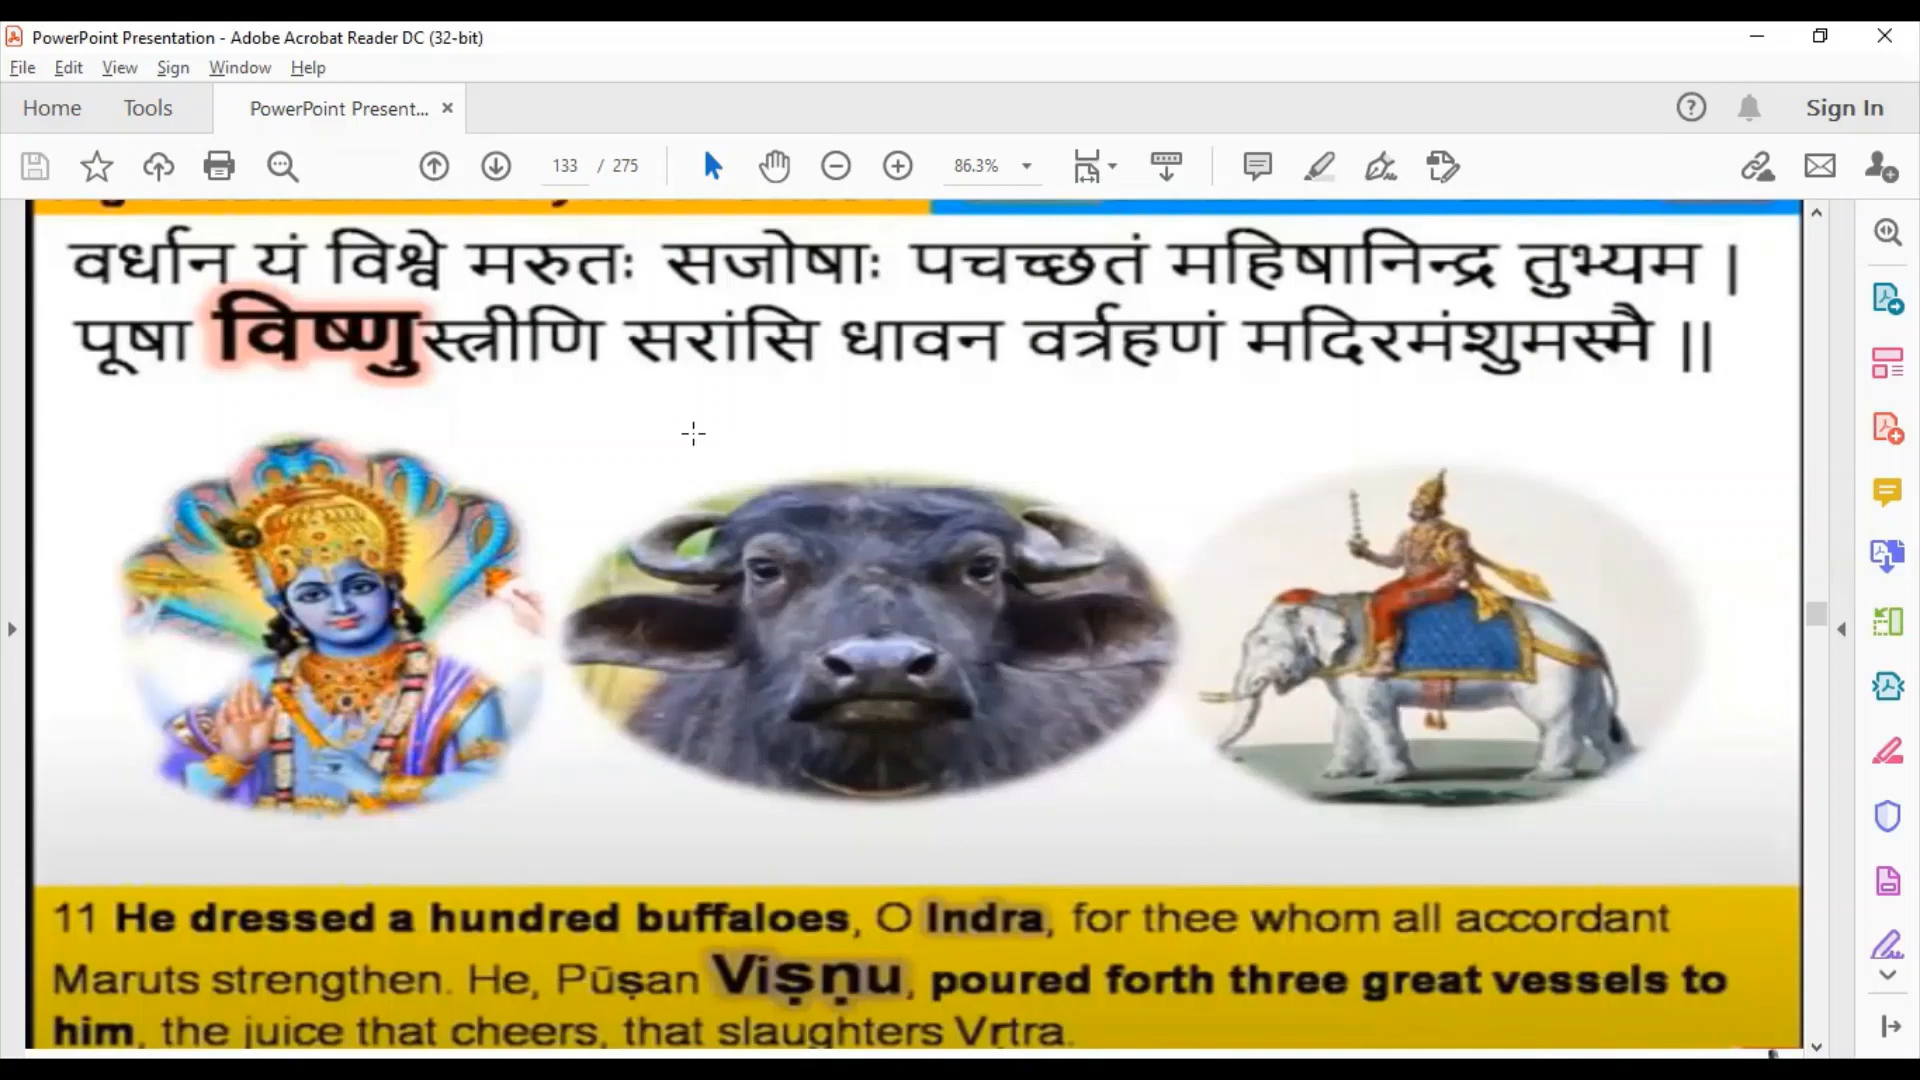 PowerPoint Presentation - Adobe Acrobat Reader DC (32-bit)
File Edit View Sign Window Help
Home Tools PowerPoint Present... Sign In
133 / 275 86.3%
वर्धान यं विश्वे मरुतः सजोषाः पचच्छतं महिषानिन्द्र तुभ्यम |
पूषा विष्णुस्त्रीणि सरांसि धावन वर्त्रहणं मदिरमंशुमस्मै ||
11 He dressed a hundred buffaloes, O Indra, for thee whom all accordant
Maruts strengthen. He, Pūṣan Viṣṇu, poured forth three great vessels to
him, the juice that cheers, that slaughters Vṛtra.